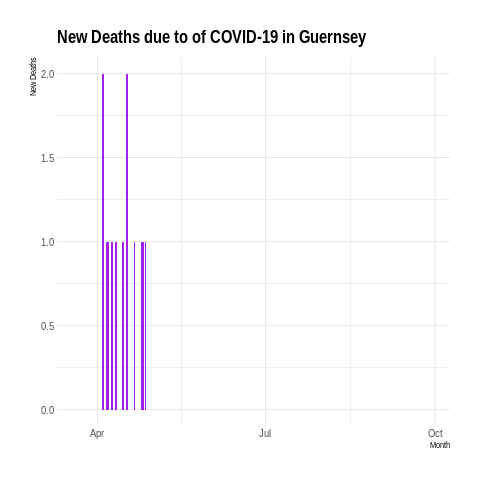 New Deaths due to of COVID-19 in Guernsey
New Deaths
2.0
1.5
1.0
0.5
0.0
Apr
Jul
Oct
Month